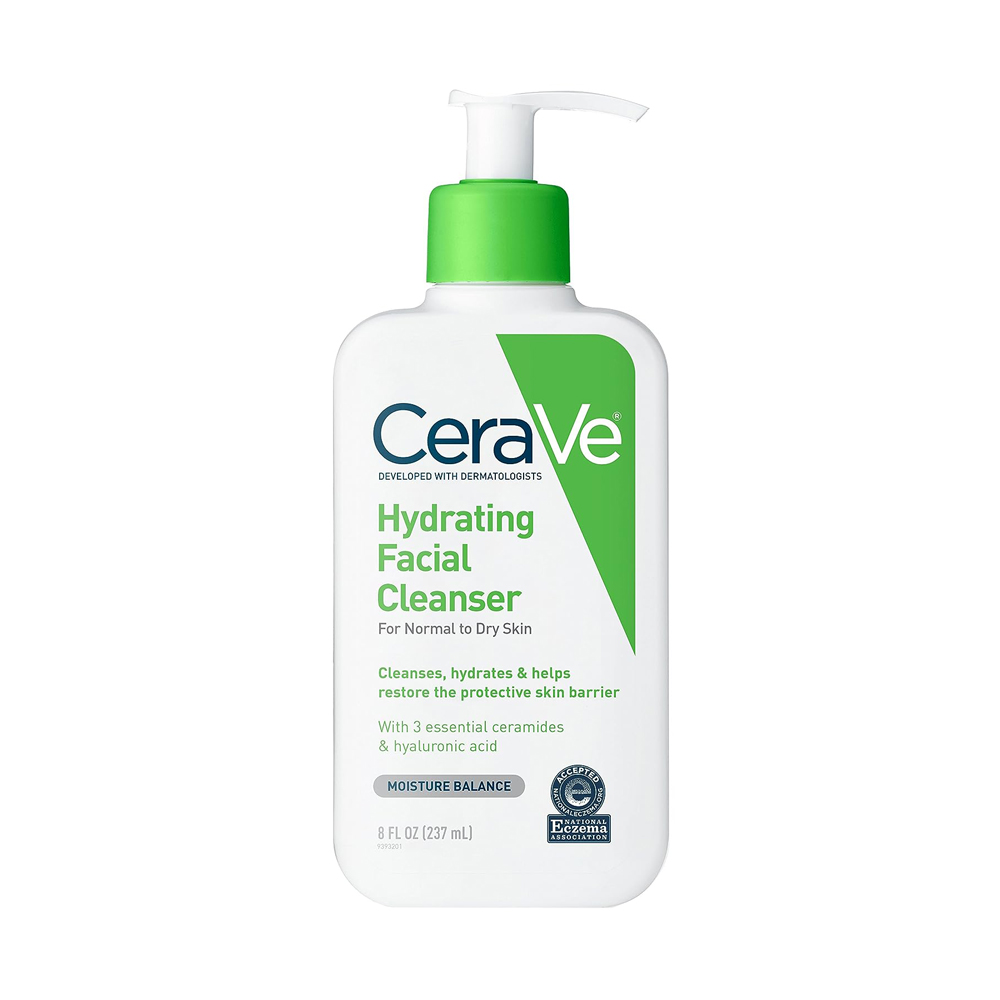 CeraVe®
DEVELOPED WITH DERMATOLOGISTS
Hydrating
Facial
Cleanser
For Normal to Dry Skin
Cleanses, hydrates & helps
restore the protective skin barrier
With 3 essential ceramides
& hyaluronic acid
MOISTURE BALANCE
ACCEPTED
NATIONALECZEMA.ORG
NATIONAL
Eczema
ASSOCIATION
8 FL OZ (237 mL)
9393201